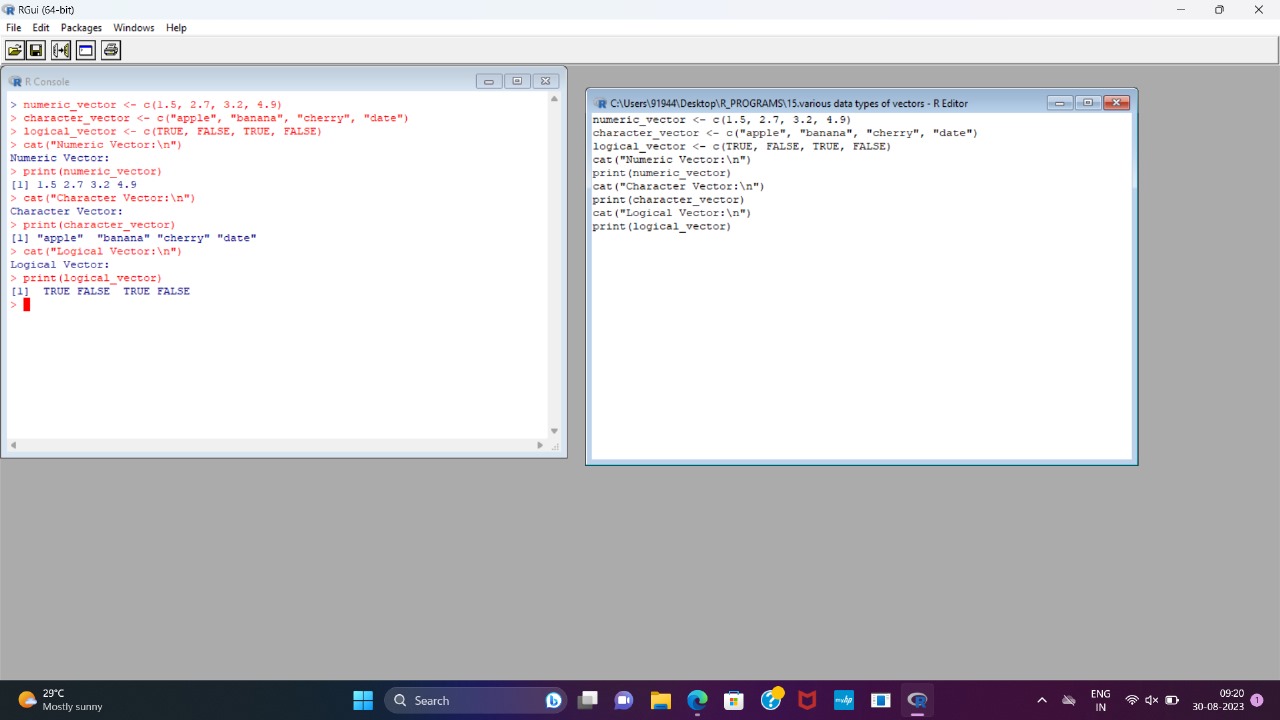 RGui (64-bit)
File Edit Packages Windows Help
R Console
> numeric_vector <- c(1.5, 2.7, 3.2, 4.9)
> character_vector <- c("apple", "banana", "cherry", "date")
> logical_vector <- c(TRUE, FALSE, TRUE, FALSE)
> cat("Numeric Vector:\n")
Numeric Vector:
> print(numeric_vector)
[1] 1.5 2.7 3.2 4.9
> cat("Character Vector:\n")
Character Vector:
> print(character_vector)
[1] "apple"  "banana" "cherry" "date"
> cat("Logical Vector:\n")
Logical Vector:
> print(logical_vector)
[1]  TRUE FALSE  TRUE FALSE
>
C:\Users\91944\Desktop\R_PROGRAMS\15.various data types of vectors - R Editor
numeric_vector <- c(1.5, 2.7, 3.2, 4.9)
character_vector <- c("apple", "banana", "cherry", "date")
logical_vector <- c(TRUE, FALSE, TRUE, FALSE)
cat("Numeric Vector:\n")
print(numeric_vector)
cat("Character Vector:\n")
print(character_vector)
cat("Logical Vector:\n")
print(logical_vector)
29°C
Mostly sunny
Search
ENG
IN
09:20
30-08-2023
1